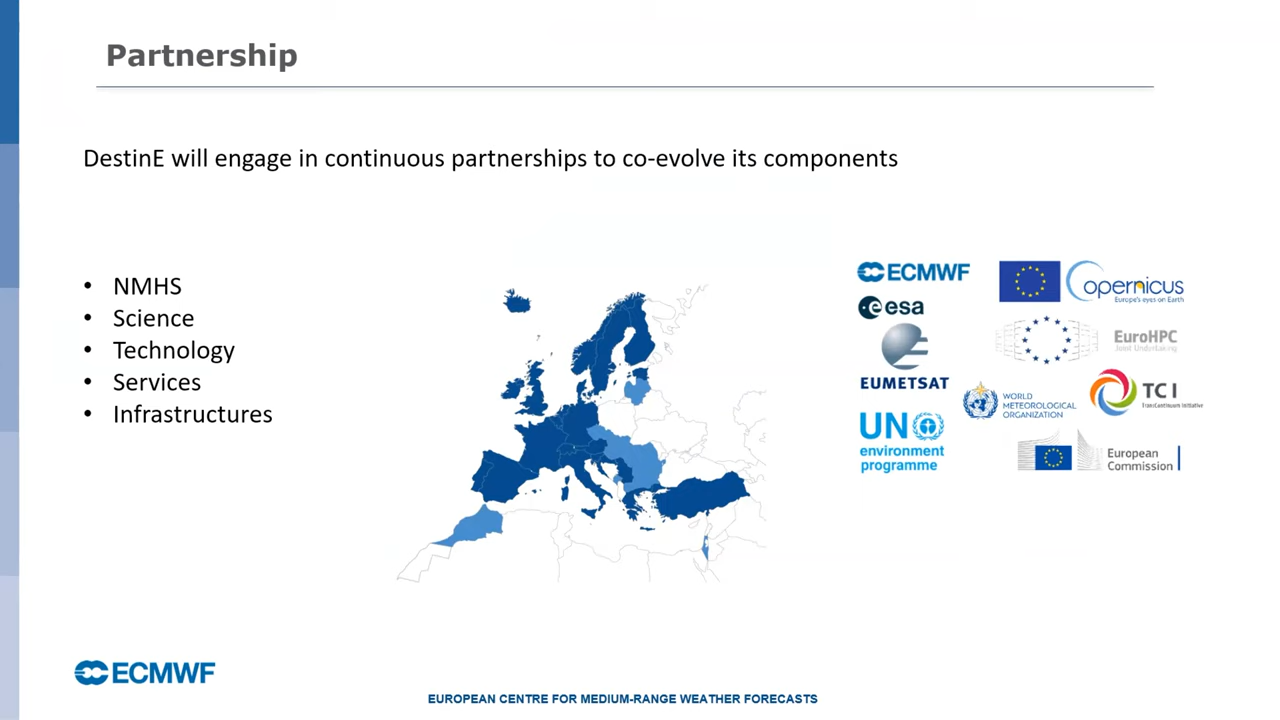 Partnership
DestinE will engage in continuous partnerships to co-evolve its components
• NMHS
• Science
• Technology
• Services
• Infrastructures
ECMWF
opernicus
Europe's eyes on Earth
esa
EuroHPC
Joint Undertaking
EUMETSAT
WORLD
METEOROLOGICAL
ORGANIZATION
TCI
TransContinuum Initiative
UN
environment
programme
European
Commission
ECMWF
EUROPEAN CENTRE FOR MEDIUM-RANGE WEATHER FORECASTS